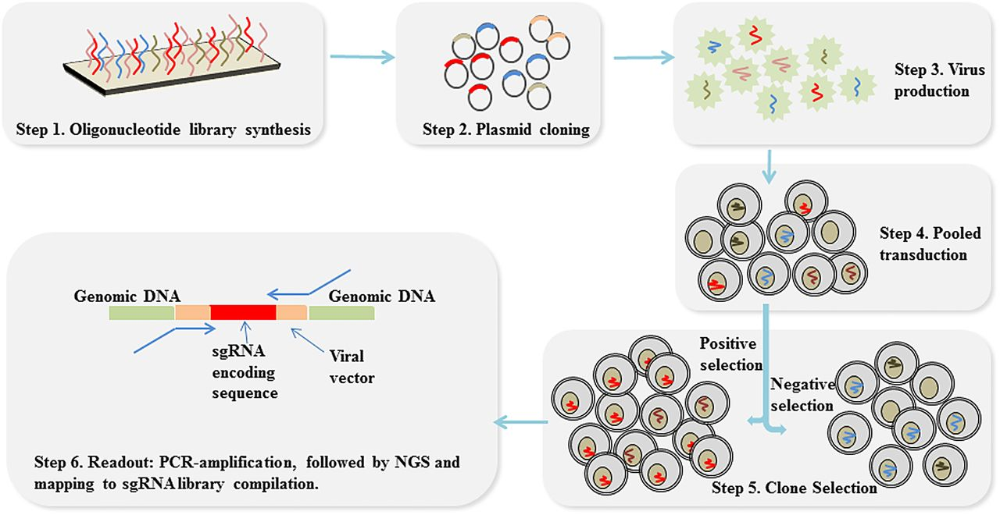 Step 1. Oligonucleotide library synthesis
Step 2. Plasmid cloning
Step 3. Virus
production
Step 4. Pooled
transduction
Positive
selection
Negative
selection
Step 5. Clone Selection
Genomic DNA
Genomic DNA
sgRNA
encoding
sequence
Viral
vector
Step 6. Readout: PCR-amplification, followed by NGS and
mapping to sgRNA library compilation.